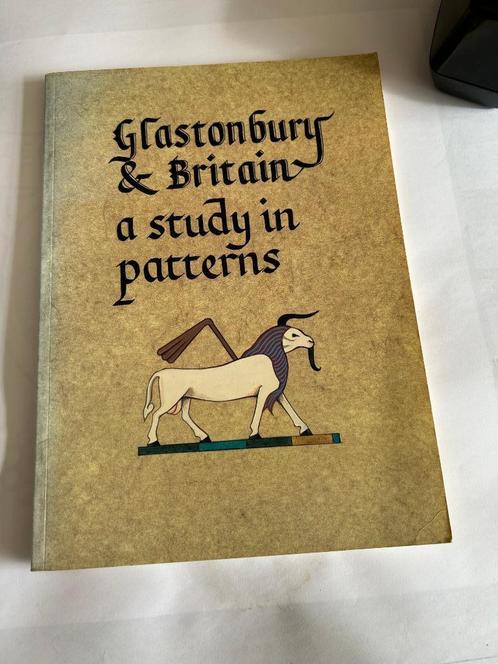 Glastonbury
& Britain
a study in
patterns